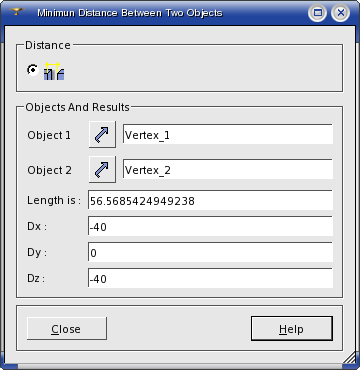 Minimun Distance Between Two Objects
Distance
Objects And Results
Object 1 Vertex_1
Object 2 Vertex_2
Length is : 56.5685424949238
Dx : -40
Dy : 0
Dz : -40
Close Help